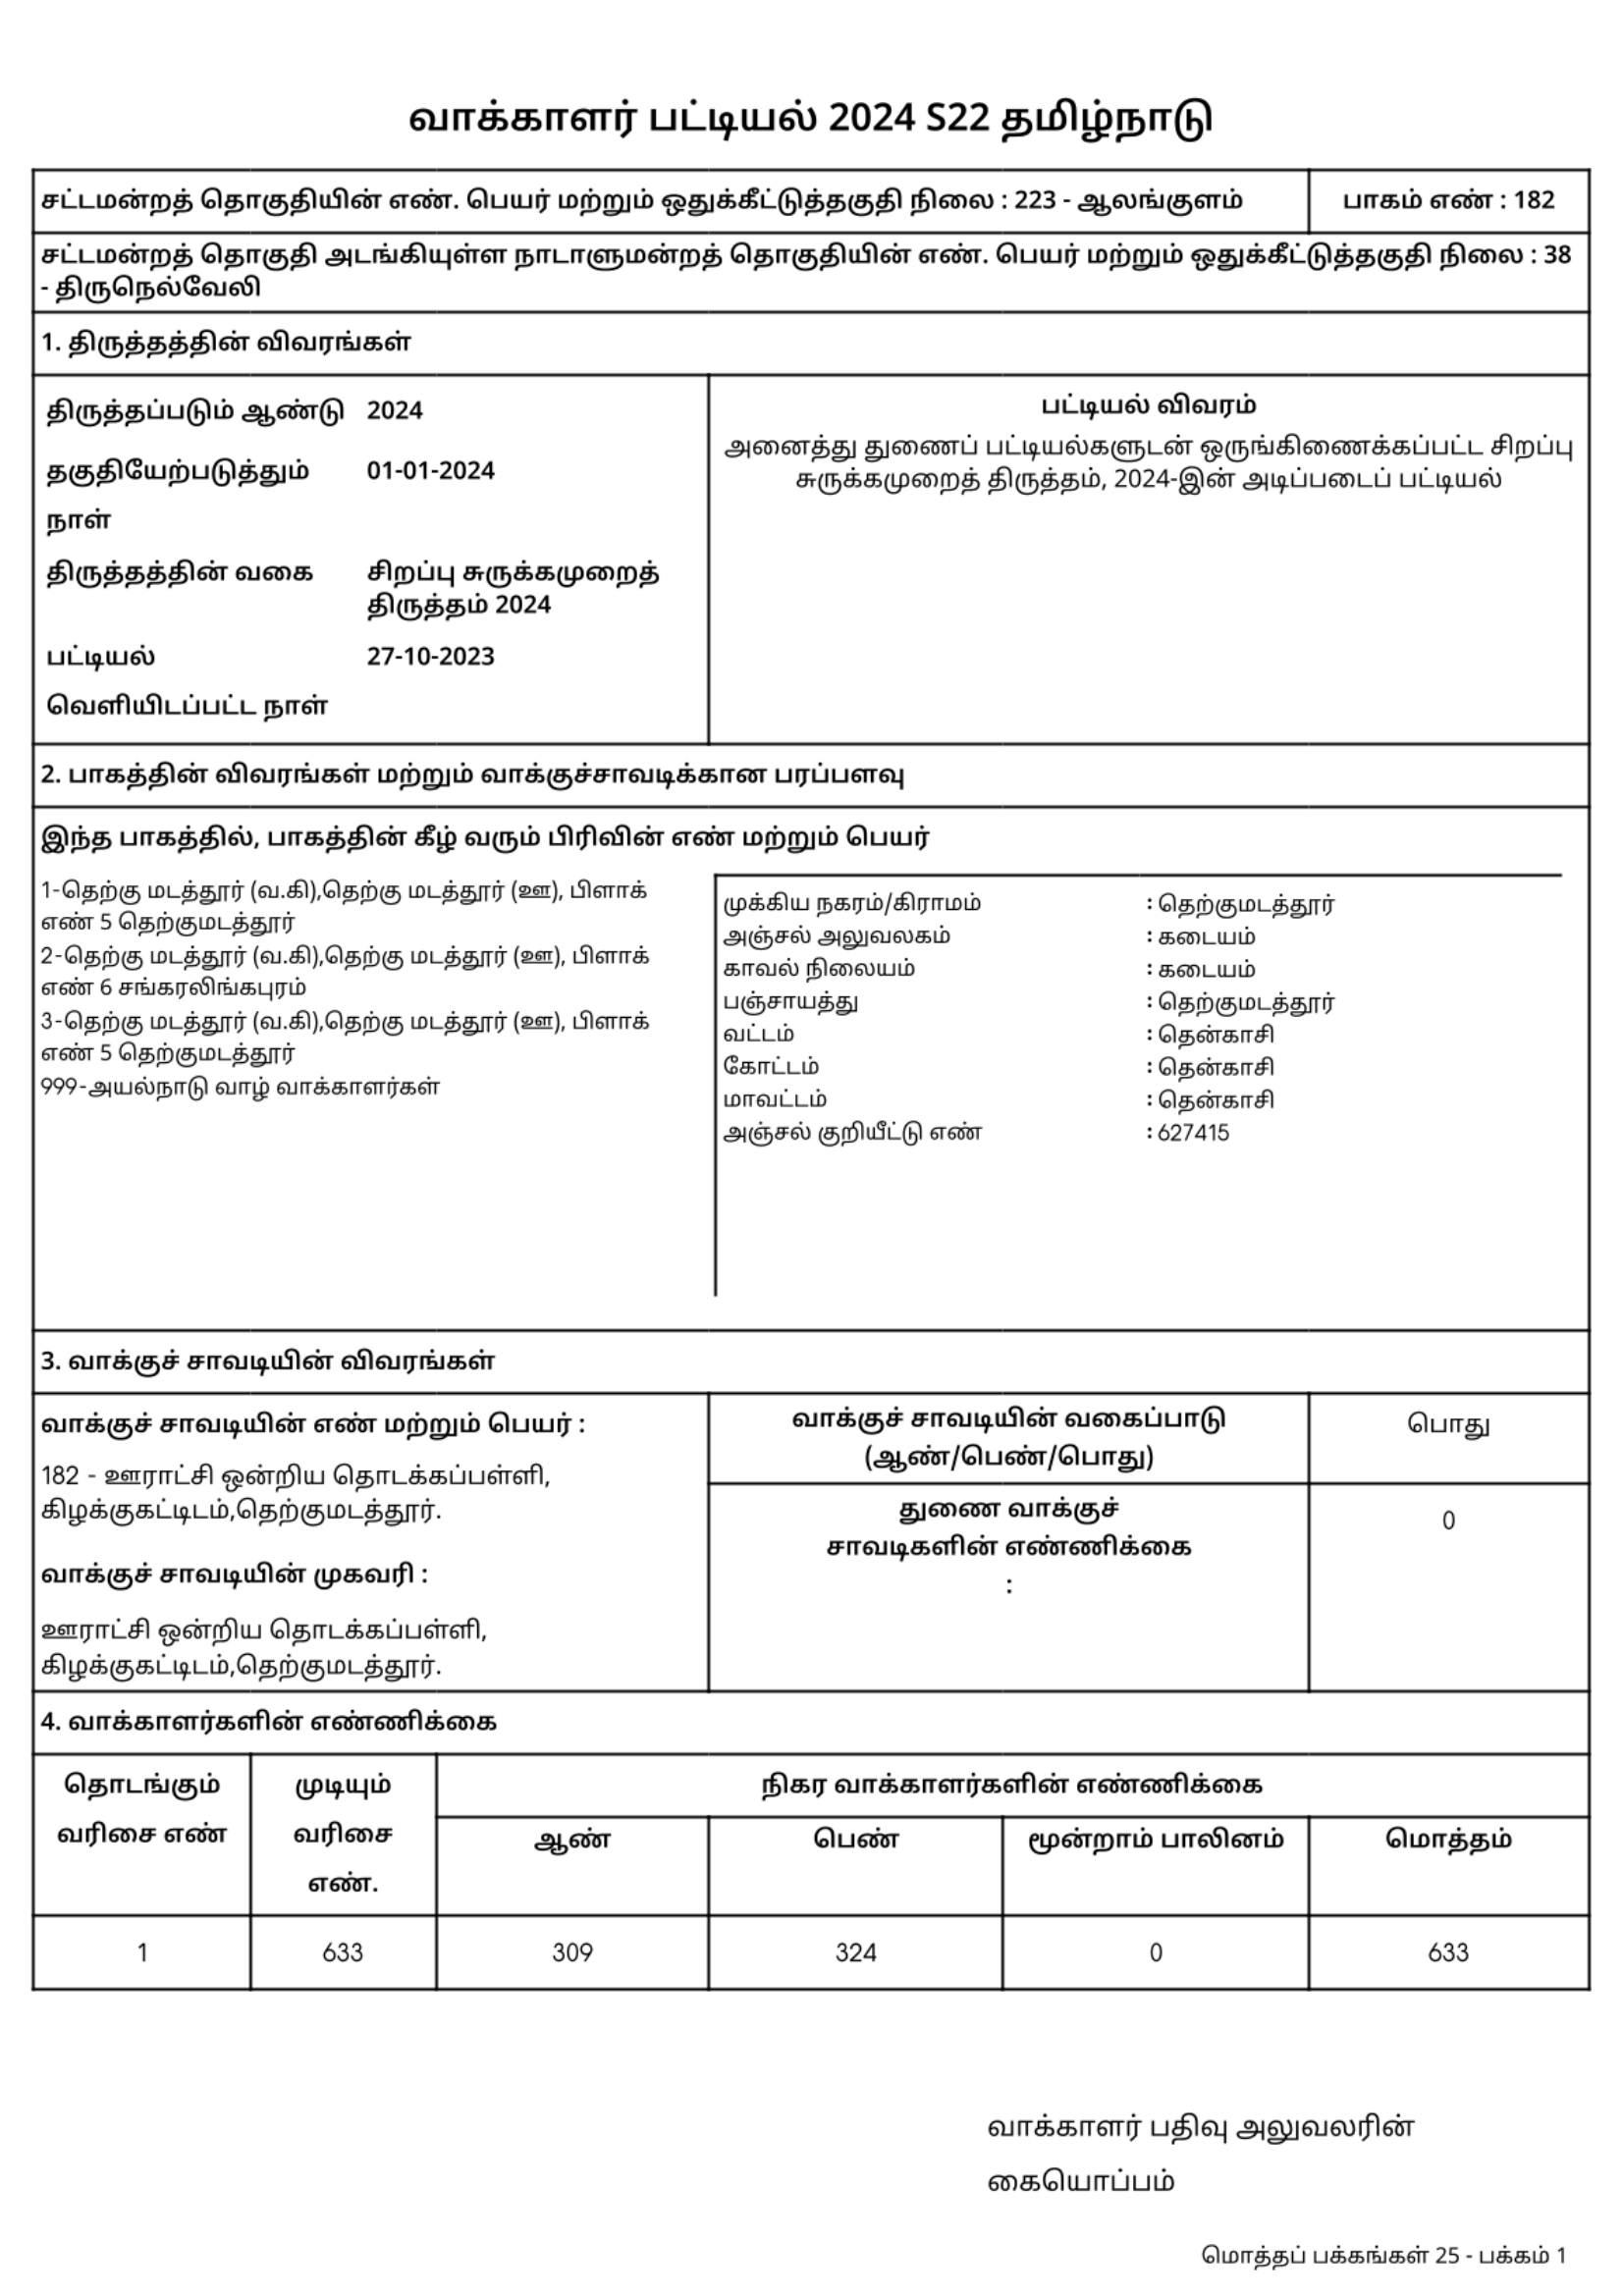 வாக்காளர் பட்டியல் 2024 S22 தமிழ்நாடு
சட்டமன்றத் தொகுதியின் எண். பெயர் மற்றும் ஒதுக்கீட்டுத்தகுதி நிலை : 223 - ஆலங்குளம்
பாகம் எண் : 182
சட்டமன்றத் தொகுதி அடங்கியுள்ள நாடாளுமன்றத் தொகுதியின் எண். பெயர் மற்றும் ஒதுக்கீட்டுத்தகுதி நிலை : 38
- திருநெல்வேலி
1. திருத்தத்தின் விவரங்கள்
திருத்தப்படும் ஆண்டு 2024
தகுதியேற்படுத்தும் 01-01-2024
நாள்
திருத்தத்தின் வகை சிறப்பு சுருக்கமுறைத்
திருத்தம் 2024
பட்டியல் 27-10-2023
வெளியிடப்பட்ட நாள்
பட்டியல் விவரம்
அனைத்து துணைப் பட்டியல்களுடன் ஒருங்கிணைக்கப்பட்ட சிறப்பு
சுருக்கமுறைத் திருத்தம், 2024-இன் அடிப்படைப் பட்டியல்
2. பாகத்தின் விவரங்கள் மற்றும் வாக்குச்சாவடிக்கான பரப்பளவு
இந்த பாகத்தில், பாகத்தின் கீழ் வரும் பிரிவின் எண் மற்றும் பெயர்
1-தெற்கு மடத்தூர் (வ.கி),தெற்கு மடத்தூர் (ஊ), பிளாக்
எண் 5 தெற்குமடத்தூர்
2-தெற்கு மடத்தூர் (வ.கி),தெற்கு மடத்தூர் (ஊ), பிளாக்
எண் 6 சங்கரலிங்கபுரம்
3-தெற்கு மடத்தூர் (வ.கி),தெற்கு மடத்தூர் (ஊ), பிளாக்
எண் 5 தெற்குமடத்தூர்
999-அயல்நாடு வாழ் வாக்காளர்கள்
முக்கிய நகரம்/கிராமம் : தெற்குமடத்தூர்
அஞ்சல் அலுவலகம் : கடையம்
காவல் நிலையம் : கடையம்
பஞ்சாயத்து : தெற்குமடத்தூர்
வட்டம் : தென்காசி
கோட்டம் : தென்காசி
மாவட்டம் : தென்காசி
அஞ்சல் குறியீட்டு எண் : 627415
3. வாக்குச் சாவடியின் விவரங்கள்
வாக்குச் சாவடியின் எண் மற்றும் பெயர் :
182 - ஊராட்சி ஒன்றிய தொடக்கப்பள்ளி,
கிழக்குகட்டிடம்,தெற்குமடத்தூர்.
வாக்குச் சாவடியின் முகவரி :
ஊராட்சி ஒன்றிய தொடக்கப்பள்ளி,
கிழக்குகட்டிடம்,தெற்குமடத்தூர்.
வாக்குச் சாவடியின் வகைப்பாடு
(ஆண்/பெண்/பொது)
பொது
துணை வாக்குச்
சாவடிகளின் எண்ணிக்கை
:
0
4. வாக்காளர்களின் எண்ணிக்கை
தொடங்கும்
வரிசை எண்
முடியும்
வரிசை
எண்.
நிகர வாக்காளர்களின் எண்ணிக்கை
ஆண் பெண் மூன்றாம் பாலினம் மொத்தம்
1 633 309 324 0 633
வாக்காளர் பதிவு அலுவலரின்
கையொப்பம்
மொத்தப் பக்கங்கள் 25 - பக்கம் 1